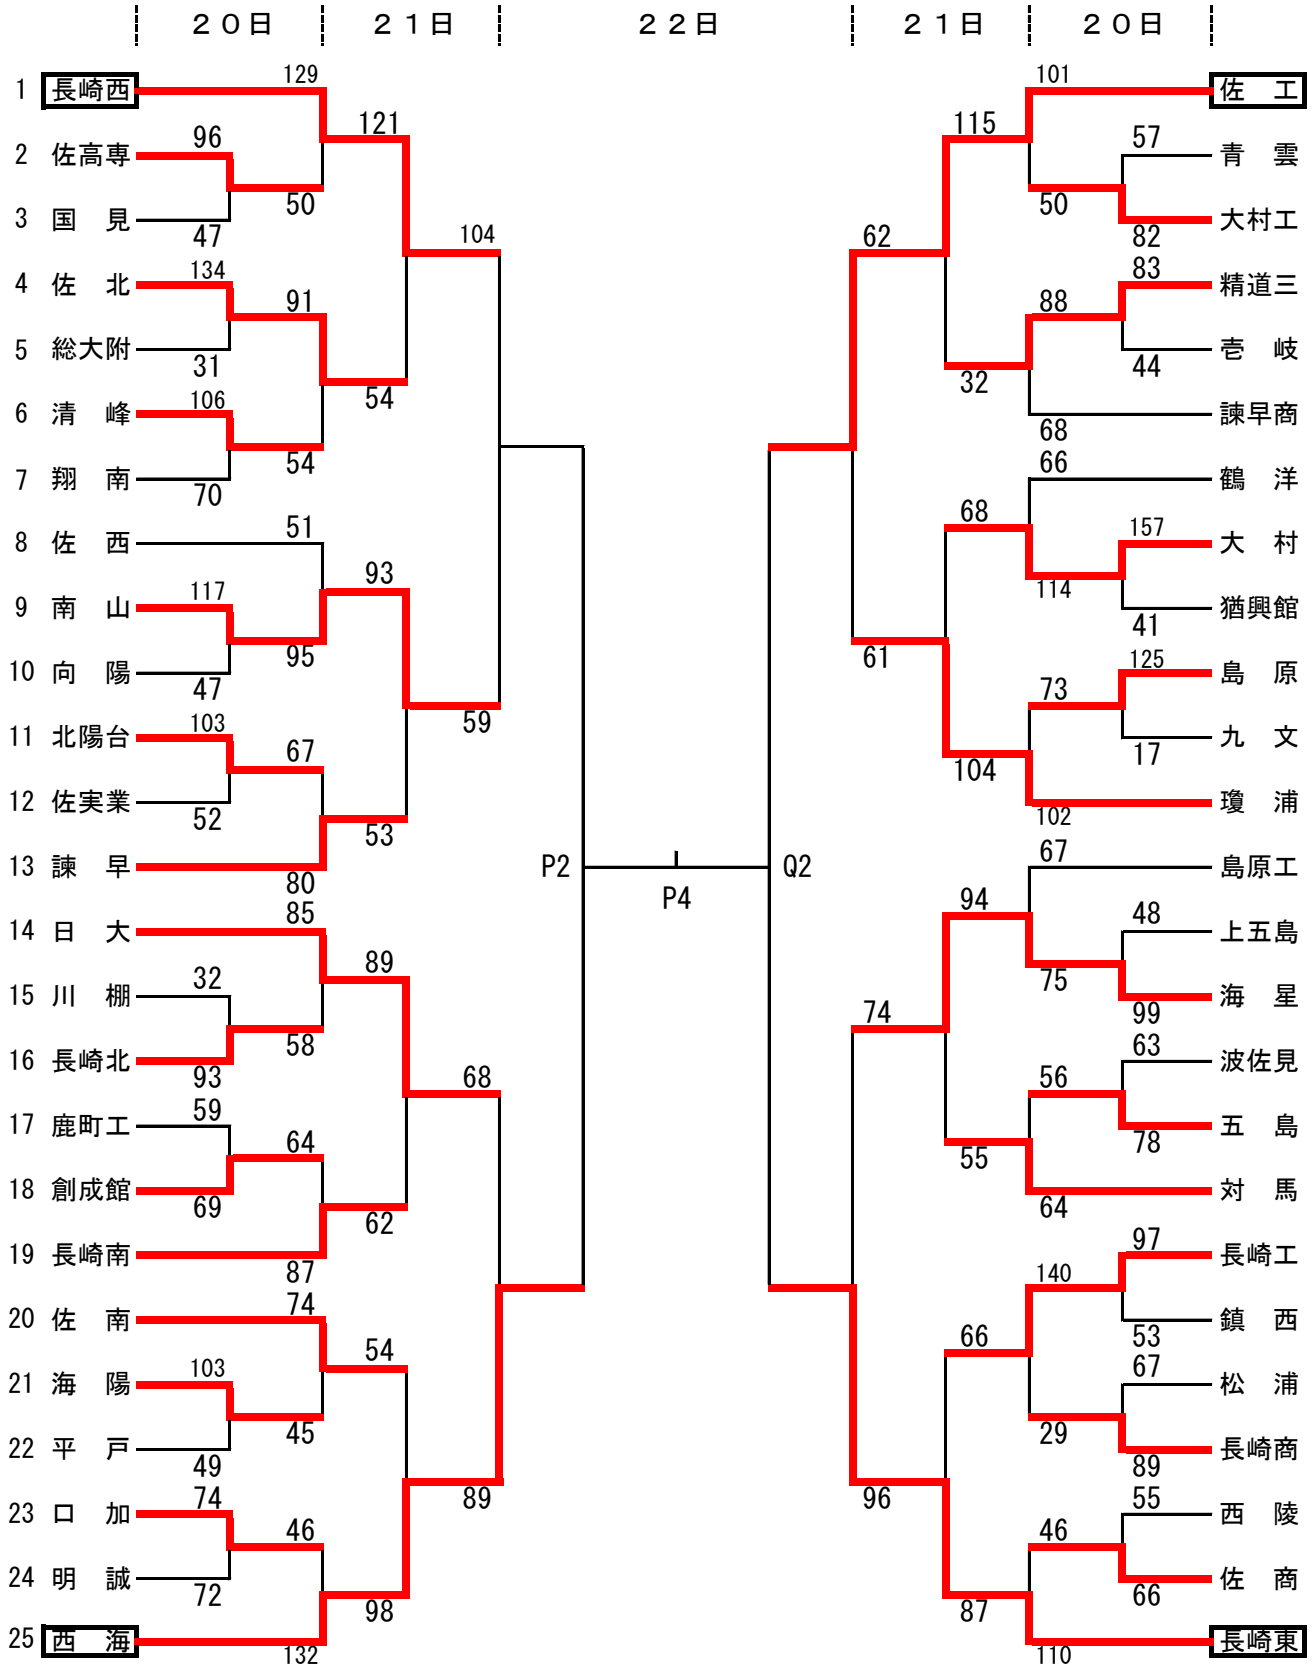 20日 21日 22日 21日 20日
129 101
1 長崎西 佐 工
121 115
96 57
2 佐高専 青 雲
50 50
3 国 見 大村工
47 104 62 82
134 83
4 佐 北 精道三
91 88
5 総大附 壱 岐
31 44
54 32
106
6 清 峰 諫早商
68
54 66
7 翔 南 鶴 洋
70
51 68 157
8 佐 西 大 村
93
117 114
9 南 山 猶興館
41
95 61 125
10 向 陽 島 原
47 73
103
11 北陽台 九 文
59
67 17
104
12 佐実業 瓊 浦
52 102
53 67
13 諫 早 P2 Q2 島原工
80 P4
85 94 48
14 日 大 上五島
89
32 75
15 川 棚 海 星
74 99
58 63
16 長崎北 波佐見
93 68 56
59
17 鹿町工 五 島
64 78
55
18 創成館 対 馬
69 64
62 97
19 長崎南 長崎工
87 140
74
20 佐 南 鎮 西
66 53
54
103 67
21 海 陽 松 浦
45 29
22 平 戸 長崎商
49 89
74 89 96 55
23 口 加 西 陵
46 46
24 明 誠 佐 商
72 66
98 87
25 西 海 長崎東
132 110